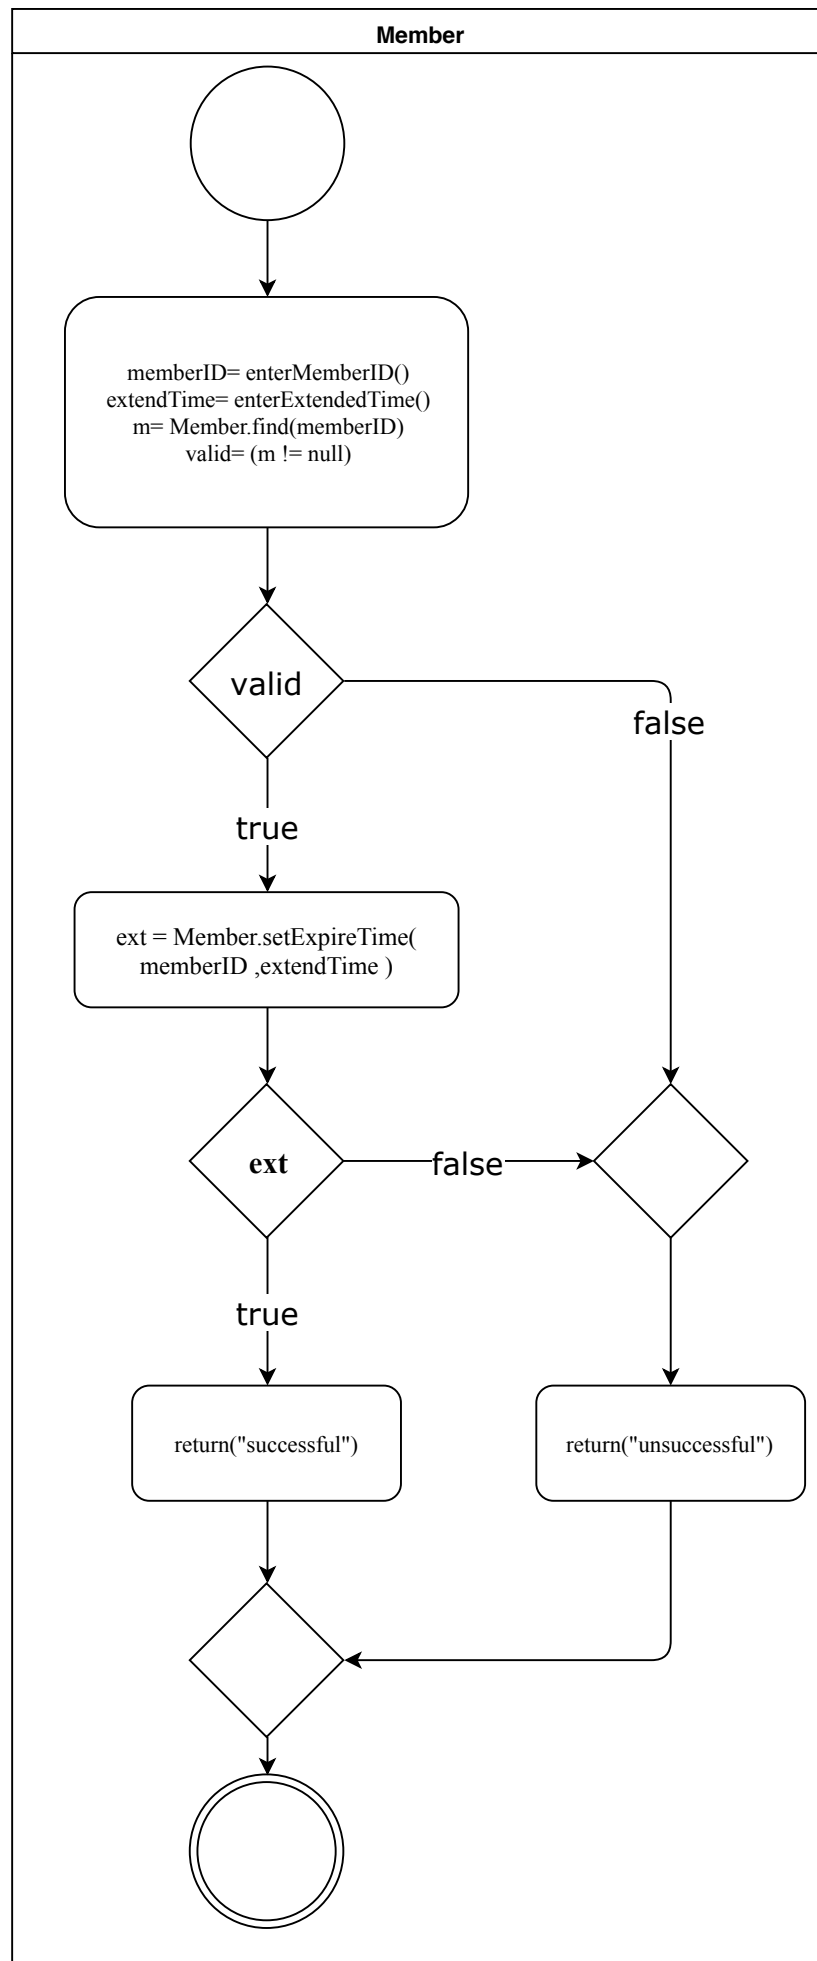 Member
memberID= enterMemberID()
extendTime= enterExtendedTime()
m= Member.find(memberID)
valid= (m != null)
valid
false
true
ext = Member.setExpireTime(
memberID ,extendTime )
ext
false
true
return("successful")
return("unsuccessful")